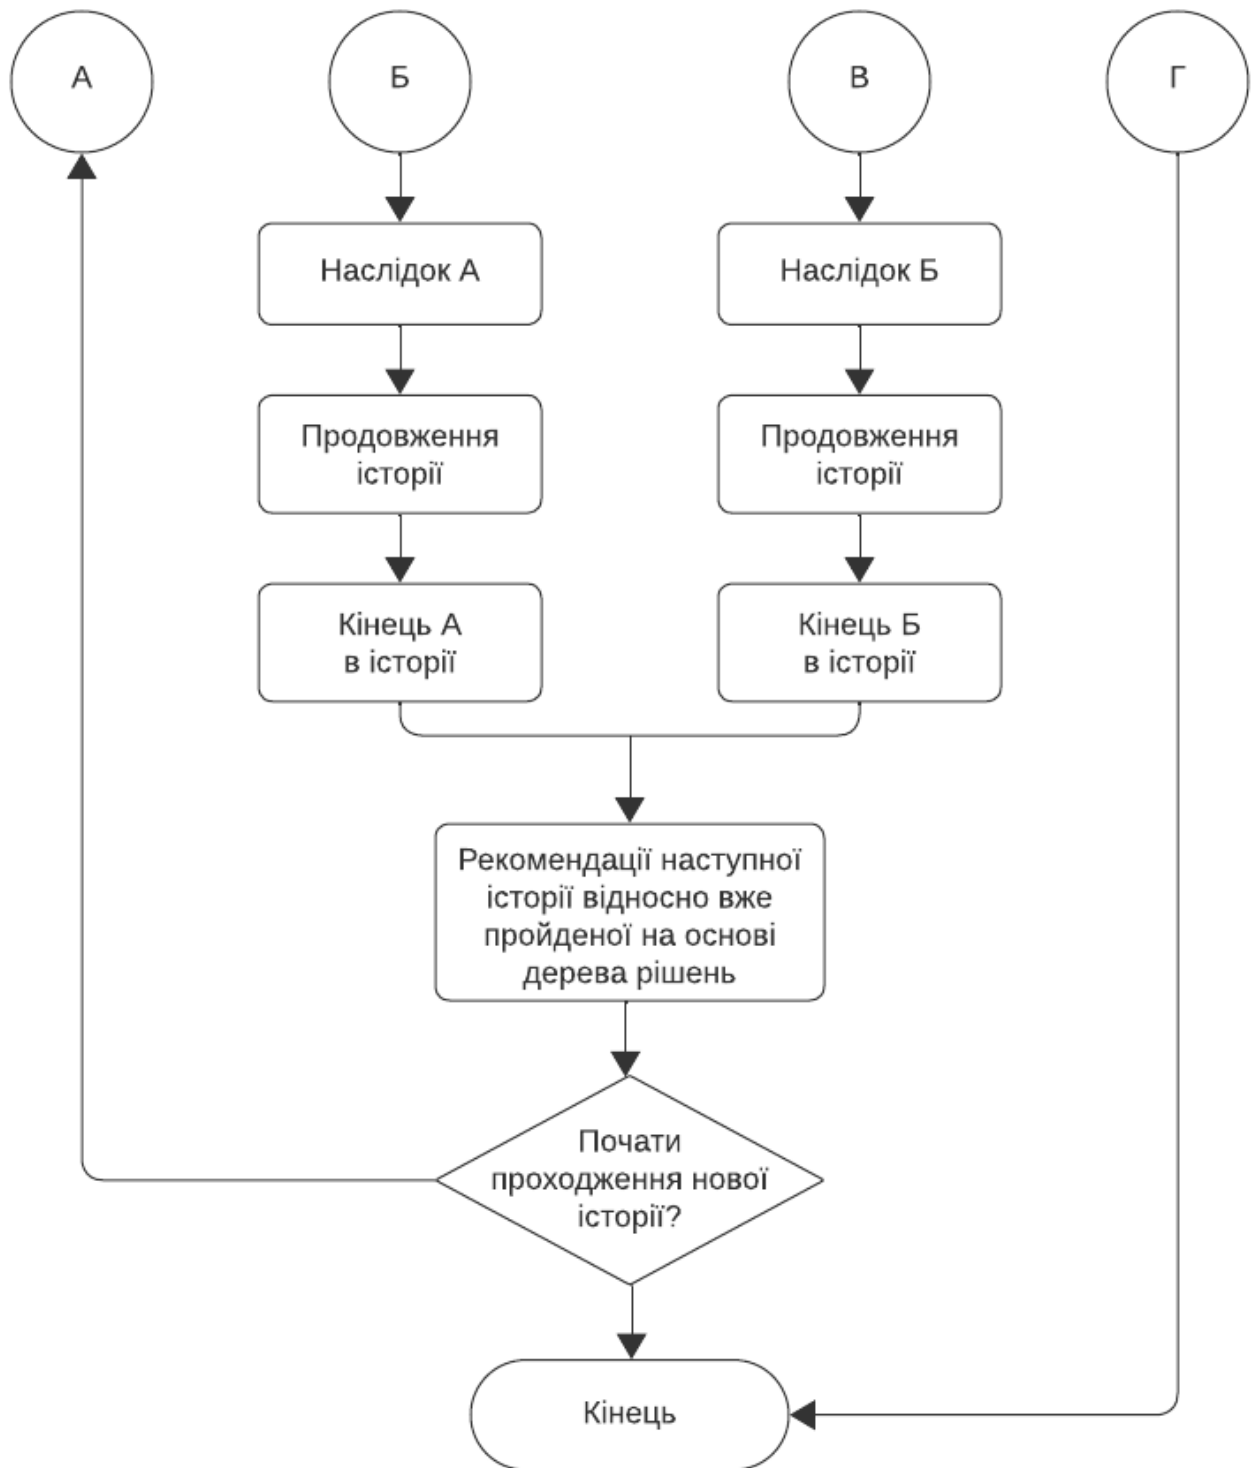 А
Б
В
Г
Наслідок А
Наслідок Б
Продовження
історії
Продовження
історії
Кінець А
в історії
Кінець Б
в історії
Рекомендації наступної
історії відносно вже
пройденої на основі
дерева рішень
Почати
проходження нової
історії?
Кінець